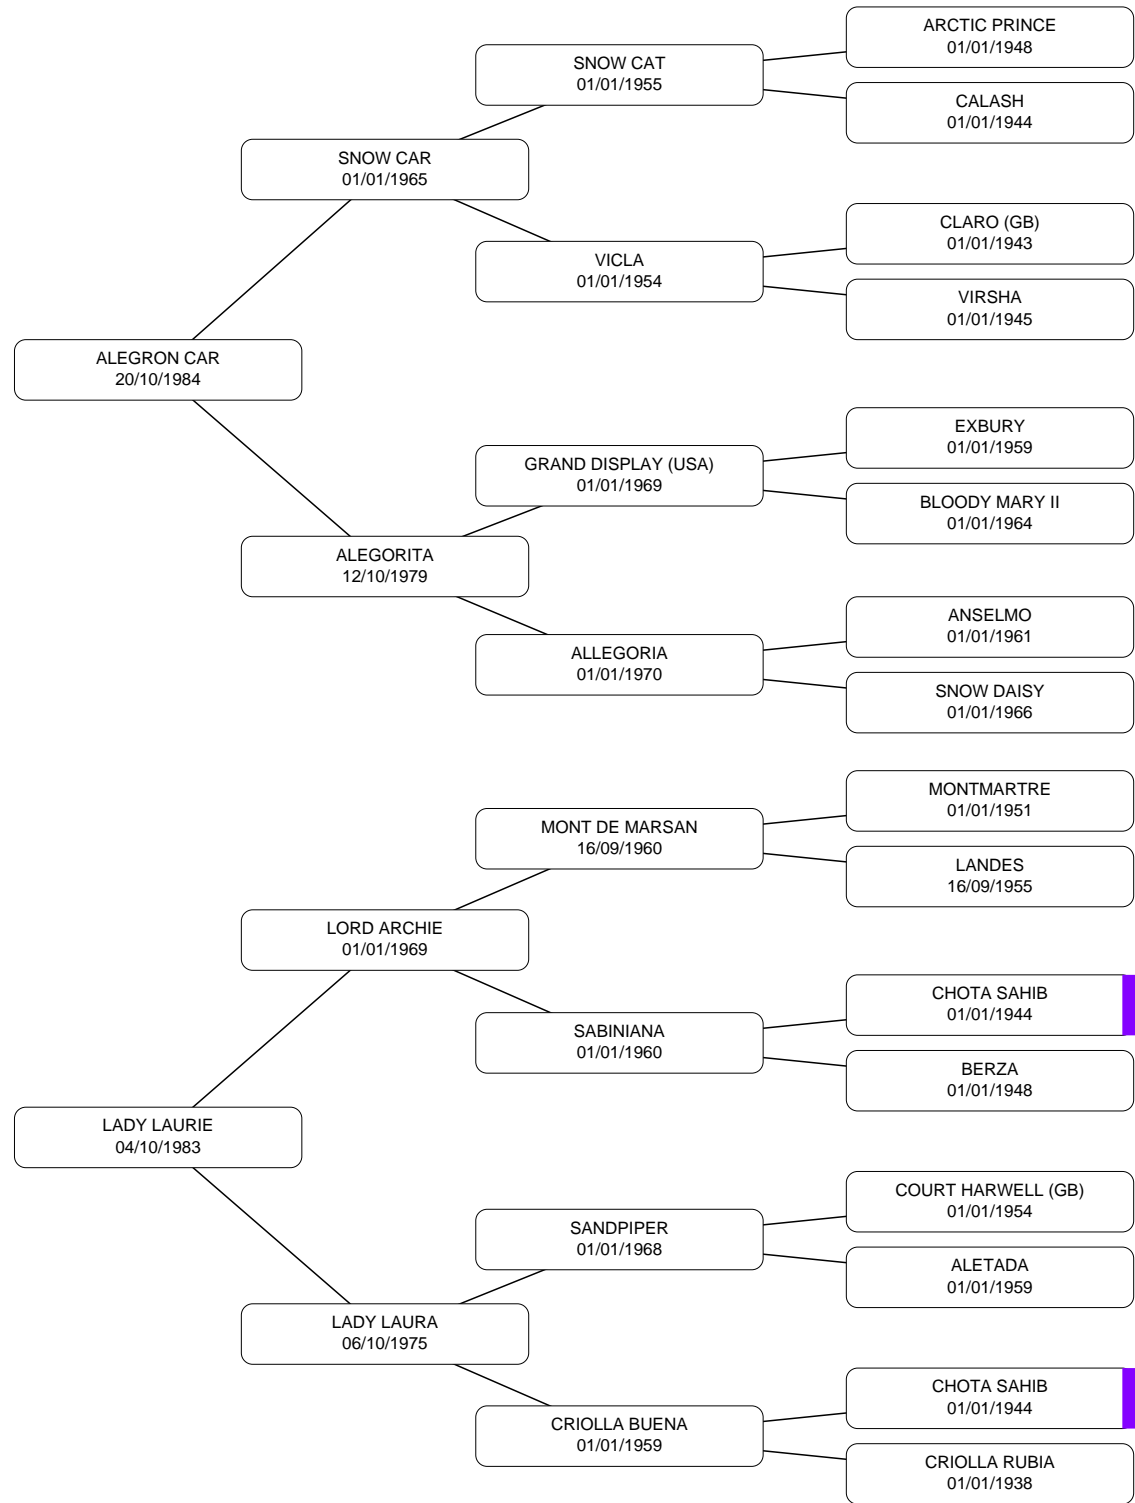 ARCTIC PRINCE
01/01/1948
SNOW CAT
01/01/1955
CALASH
01/01/1944
SNOW CAR
01/01/1965
CLARO (GB)
01/01/1943
VICLA
01/01/1954
VIRSHA
01/01/1945
ALEGRON CAR
20/10/1984
EXBURY
01/01/1959
GRAND DISPLAY (USA)
01/01/1969
BLOODY MARY II
01/01/1964
ALEGORITA
12/10/1979
ANSELMO
01/01/1961
ALLEGORIA
01/01/1970
SNOW DAISY
01/01/1966
MONTMARTRE
01/01/1951
MONT DE MARSAN
16/09/1960
LANDES
16/09/1955
LORD ARCHIE
01/01/1969
CHOTA SAHIB
01/01/1944
SABINIANA
01/01/1960
BERZA
01/01/1948
LADY LAURIE
04/10/1983
COURT HARWELL (GB)
01/01/1954
SANDPIPER
01/01/1968
ALETADA
01/01/1959
LADY LAURA
06/10/1975
CHOTA SAHIB
01/01/1944
CRIOLLA BUENA
01/01/1959
CRIOLLA RUBIA
01/01/1938